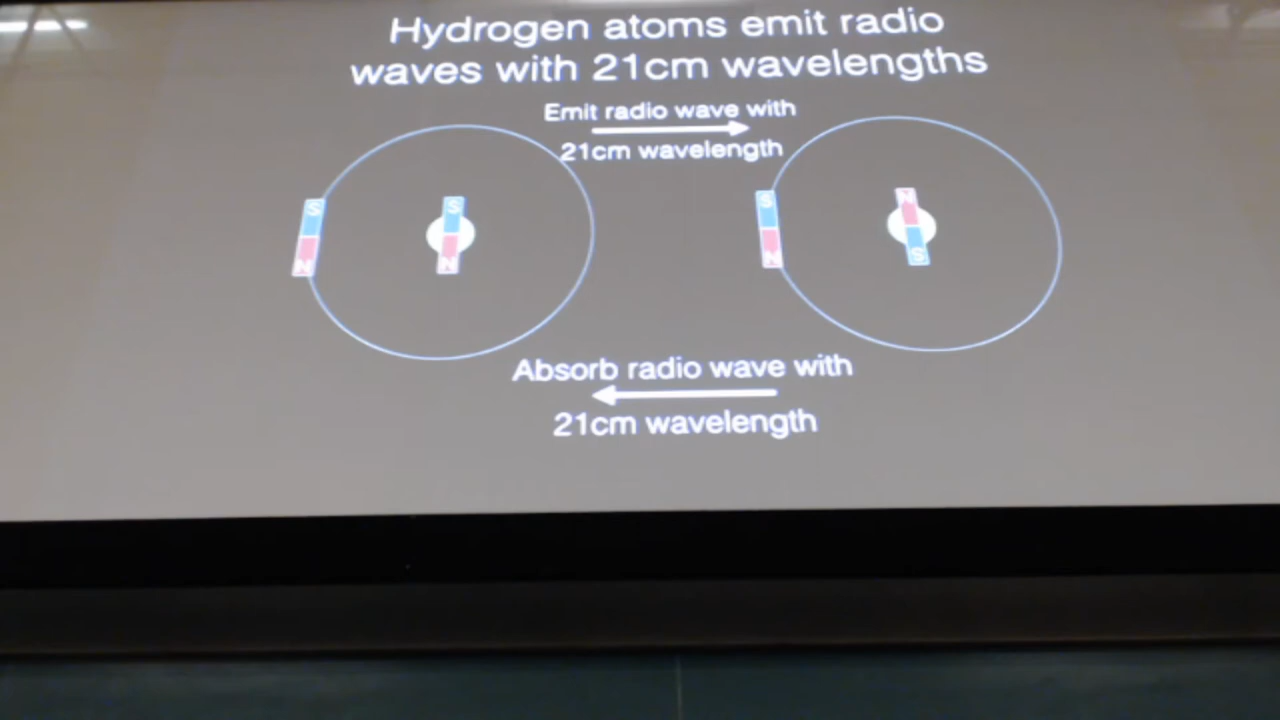 Hydrogen atoms emit radio
waves with 21cm wavelengths
Emit radio wave with
21cm wavelength
S
N
S
N
S
N
N
S
Absorb radio wave with
21cm wavelength